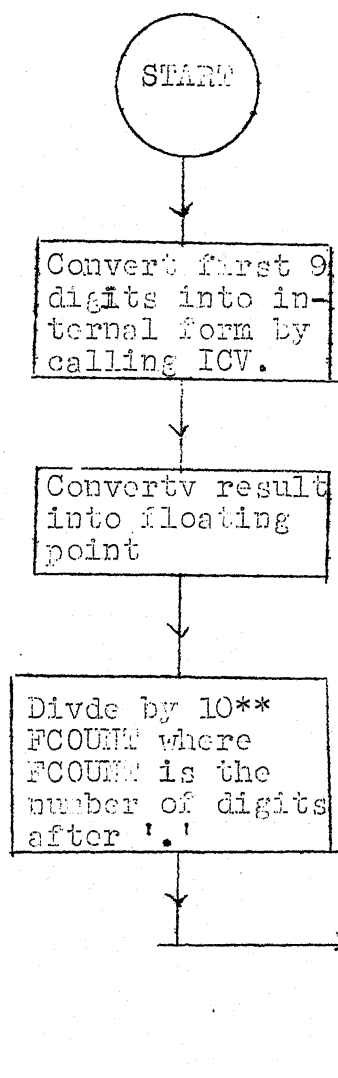 START
Convert first 9
digits into in-
ternal form by
calling ICV.
Convertv result
into floating
point
Divde by 10**
FCOUNT where
FCOUNT is the
number of digits
after '.'